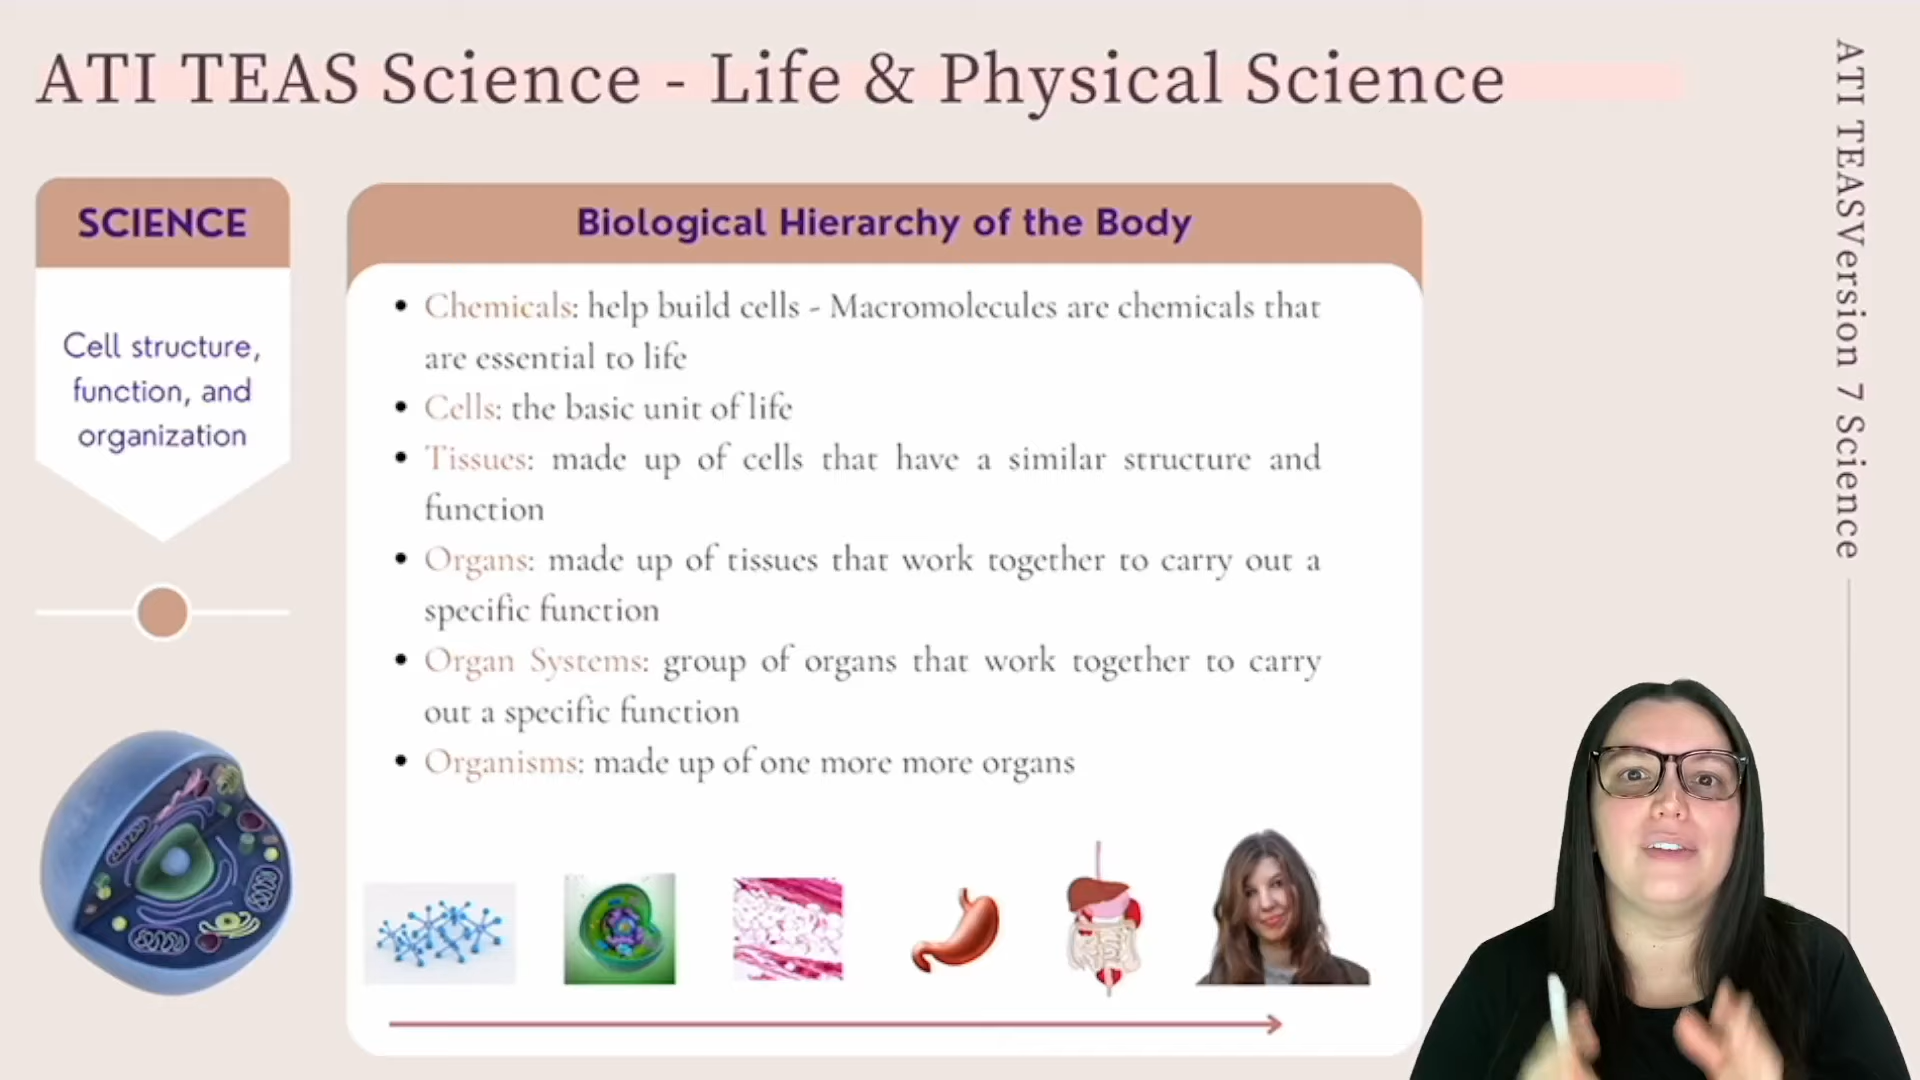 ATI TEAS Science - Life & Physical Science
SCIENCE
Cell structure,
function, and
organization
Biological Hierarchy of the Body
• Chemicals: help build cells - Macromolecules are chemicals that
are essential to life
• Cells: the basic unit of life
• Tissues: made up of cells that have a similar structure and
function
• Organs: made up of tissues that work together to carry out a
specific function
• Organ Systems: group of organs that work together to carry
out a specific function
• Organisms: made up of one more more organs
ATI TEASVersion 7 Science